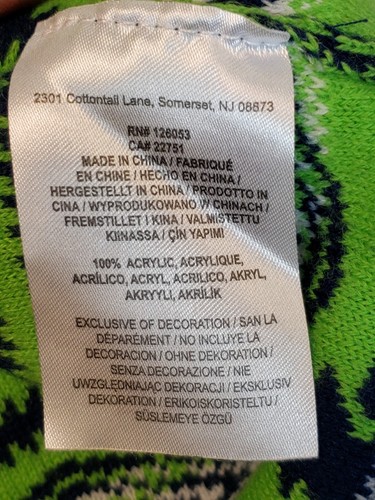 2301 Cottontail Lane, Somerset, NJ 08873
RN# 126053
CA# 22751
MADE IN CHINA / FABRIQUÉ
EN CHINE / HECHO EN CHINA /
HERGESTELLT IN CHINA / PRODOTTO IN
CINA / WYPRODUKOWANO W CHINACH /
FREMSTILLET I KINA / VALMISTETTU
KIINASSA / ÇİN YAPIMI
100% ACRYLIC, ACRYLIQUE,
ACRÍLICO, ACRYL, ACRILICO, AKRYL,
AKRYYLI, AKRİLİK
EXCLUSIVE OF DECORATION / SAN LA
DÉPAREMENT / NO INCLUYE LA
DECORACION / OHNE DEKORATION /
SENZA DECORAZIONE / NIE
UWZGLEDNIAJĄC DEKORACJI / EKSKLUSIV
DEKORATION / ERIKOISKORISTELTU /
SÜSLEMEYE ÖZGÜ